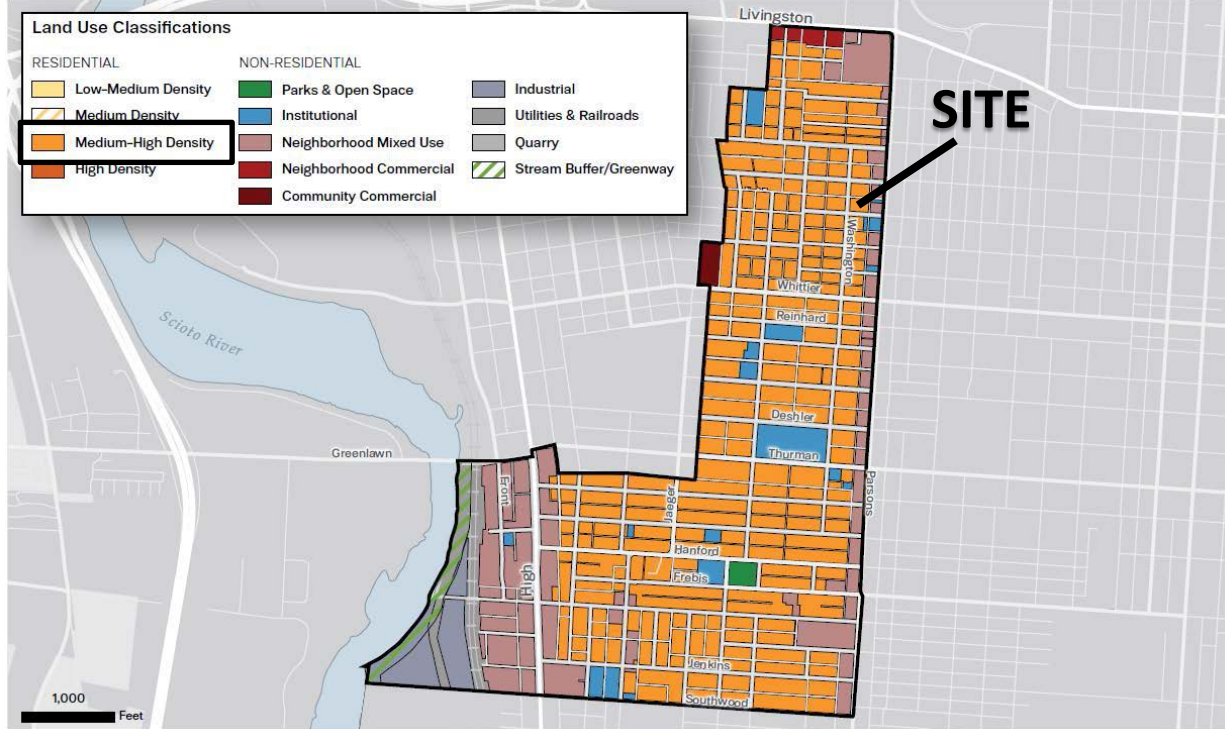 Land Use Classifications
RESIDENTIAL
Low-Medium Density
Medium Density
Medium-High Density
High Density
NON-RESIDENTIAL
Parks & Open Space
Institutional
Neighborhood Mixed Use
Neighborhood Commercial
Community Commercial
Industrial
Utilities & Railroads
Quarry
Stream Buffer/Greenway
Livingston
SITE
Washington
Whittier
Reinhard
Scioto River
Deshler
Greenlawn
Thurman
Front
Jaeger
Parsons
Hanford
High
Frebis
Jenkins
Southwood
1,000
Feet